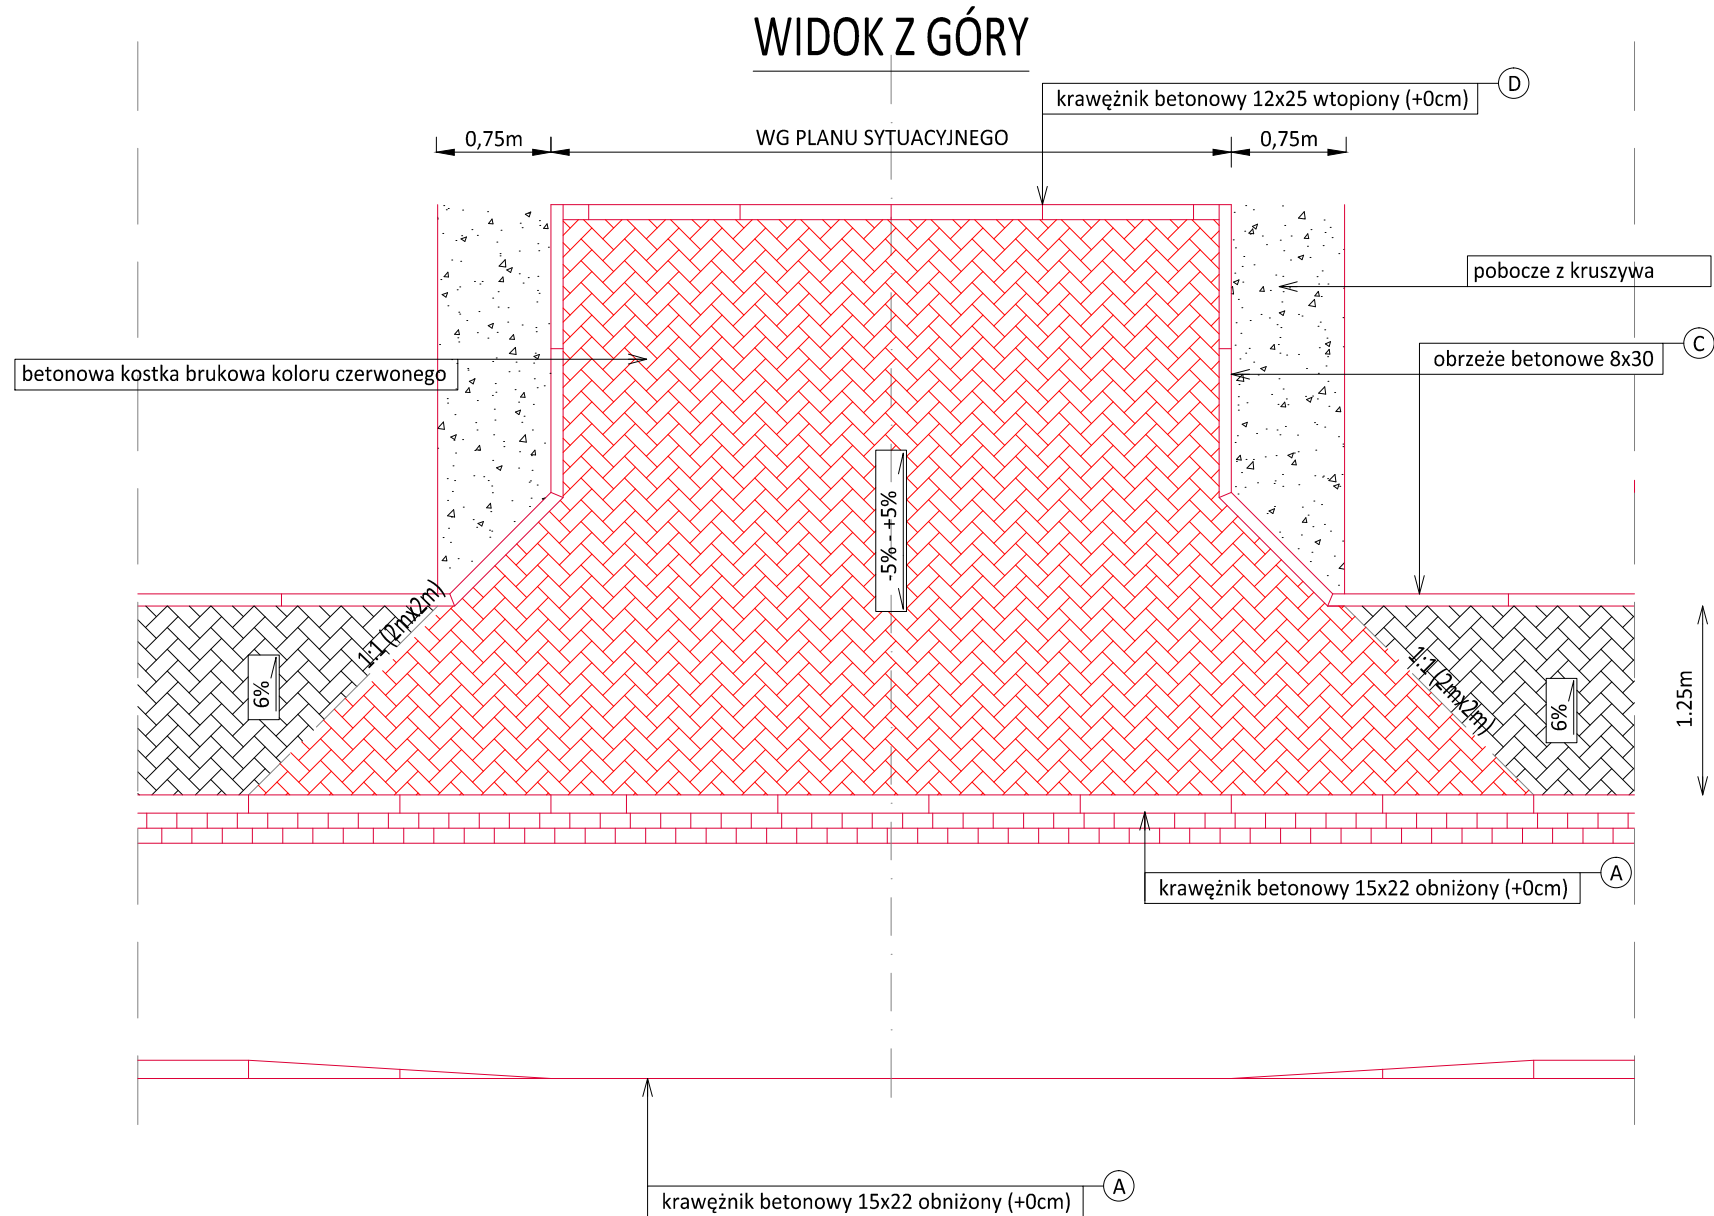 WIDOK Z GÓRY
D
krawężnik betonowy 12x25 wtopiony (+0cm)
0,75m
WG PLANU SYTUACYJNEGO
0,75m
pobocze z kruszywa
C
obrzeże betonowe 8x30
betonowa kostka brukowa koloru czerwonego
-5% - +5%
1:1 (2mx2m)
1:1 (2mx2m)
6%
6%
1.25m
A
krawężnik betonowy 15x22 obniżony (+0cm)
A
krawężnik betonowy 15x22 obniżony (+0cm)